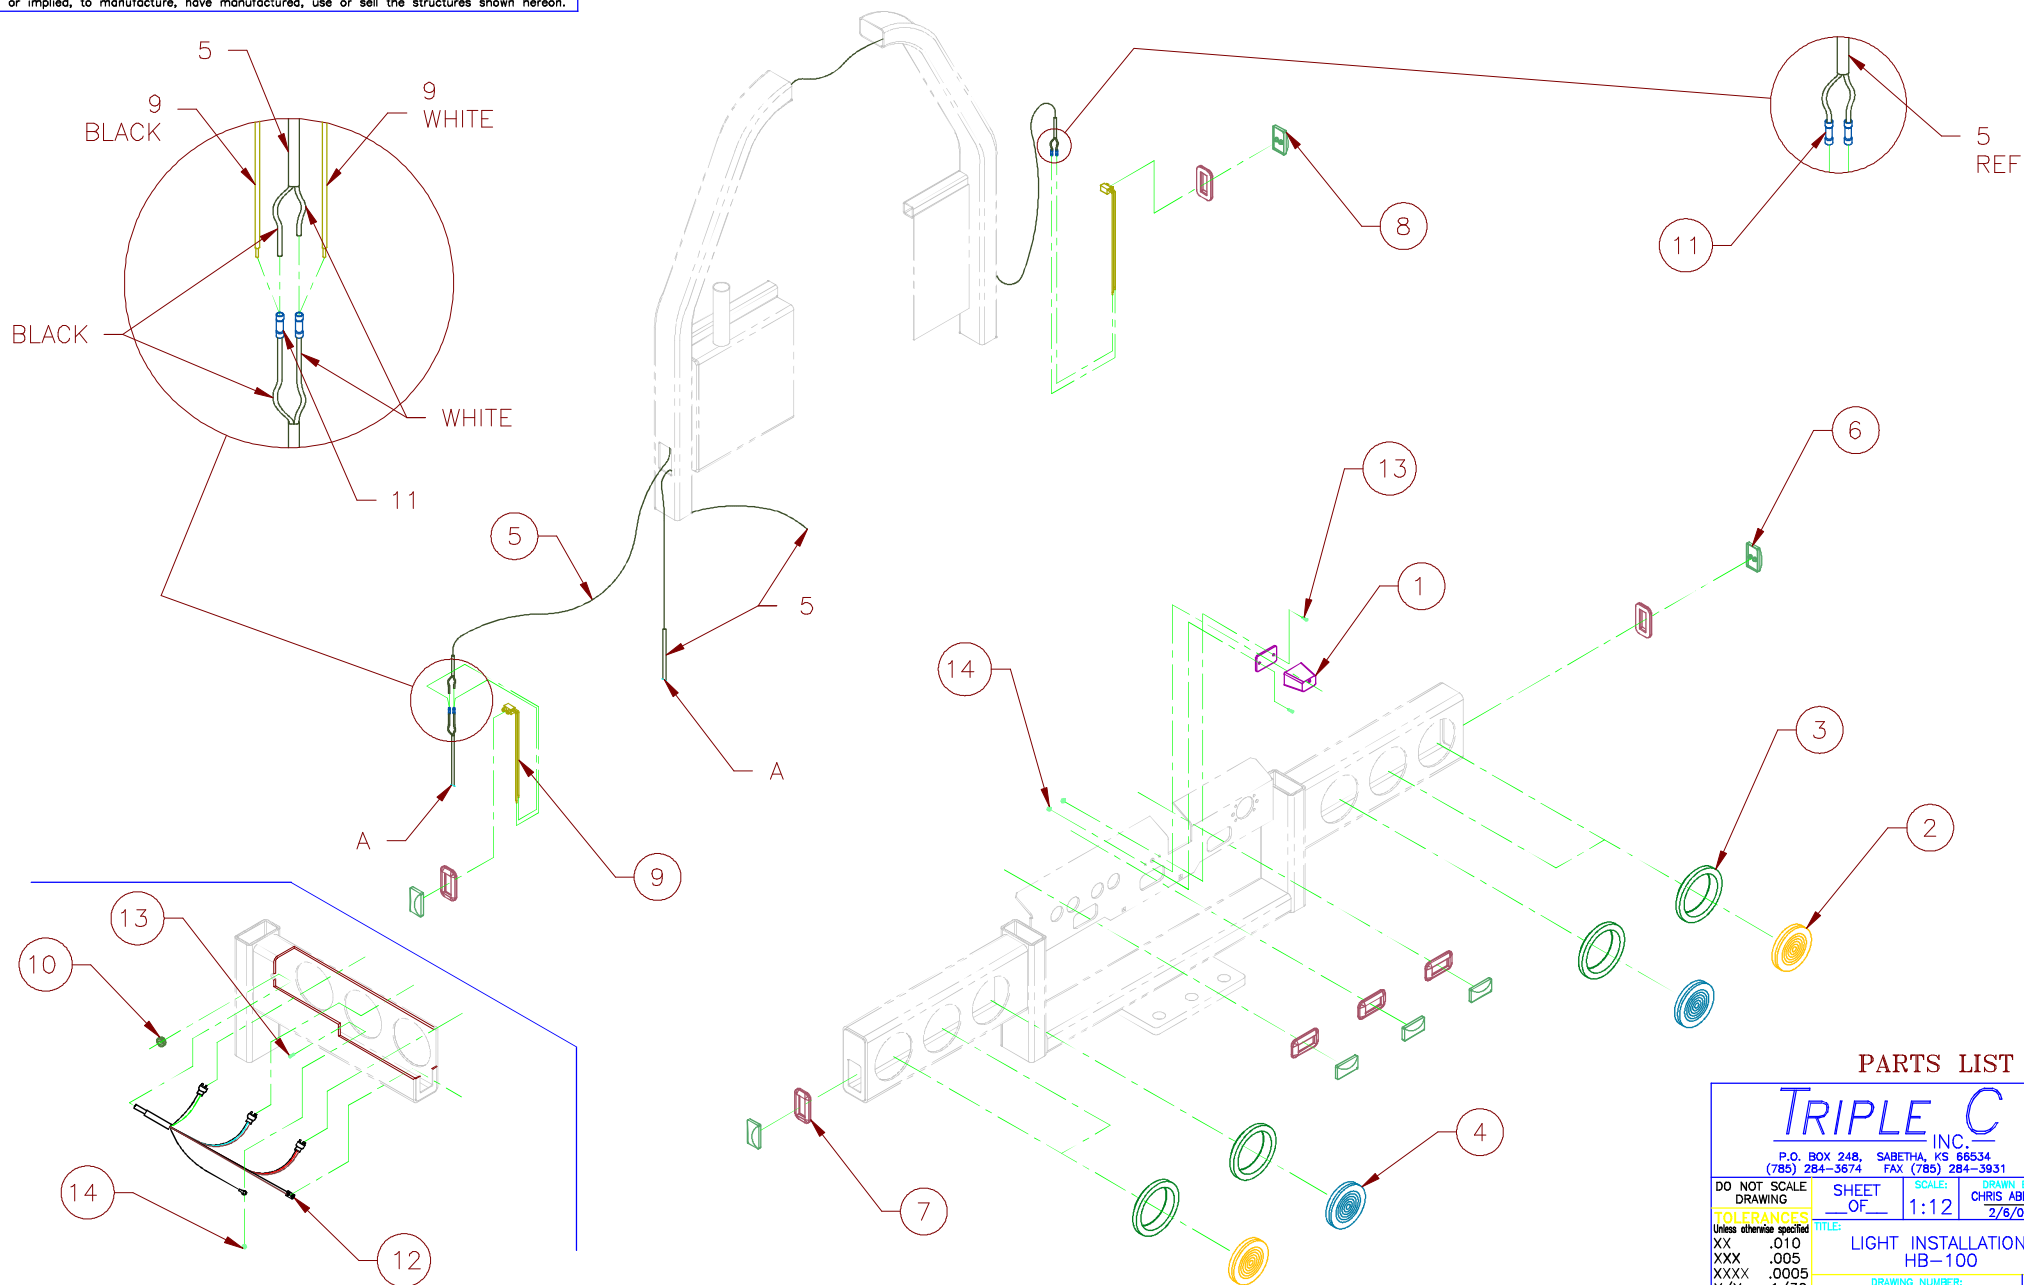 or implied, to manufacture, have manufactured, use or sell the structures shown hereon.
5
9
BLACK
9
WHITE
BLACK
WHITE
11
5
REF
11
8
6
13
1
5
5
14
3
A
2
A
9
13
10
4
7
14
12
PARTS LIST
TRIPLE C
INC.
P.O. BOX 248, SABETHA, KS 66534
(785) 284-3674 FAX (785) 284-3931
DO NOT SCALE
DRAWING
SHEET
__OF__
SCALE:
1:12
DRAWN
CHRIS
2/6/0
TOLERANCES
Unless otherwise specified
XX .010
XXX .005
XXXX .0005
TITLE:
LIGHT INSTALLATION
HB-100
DRAWING NUMBER: